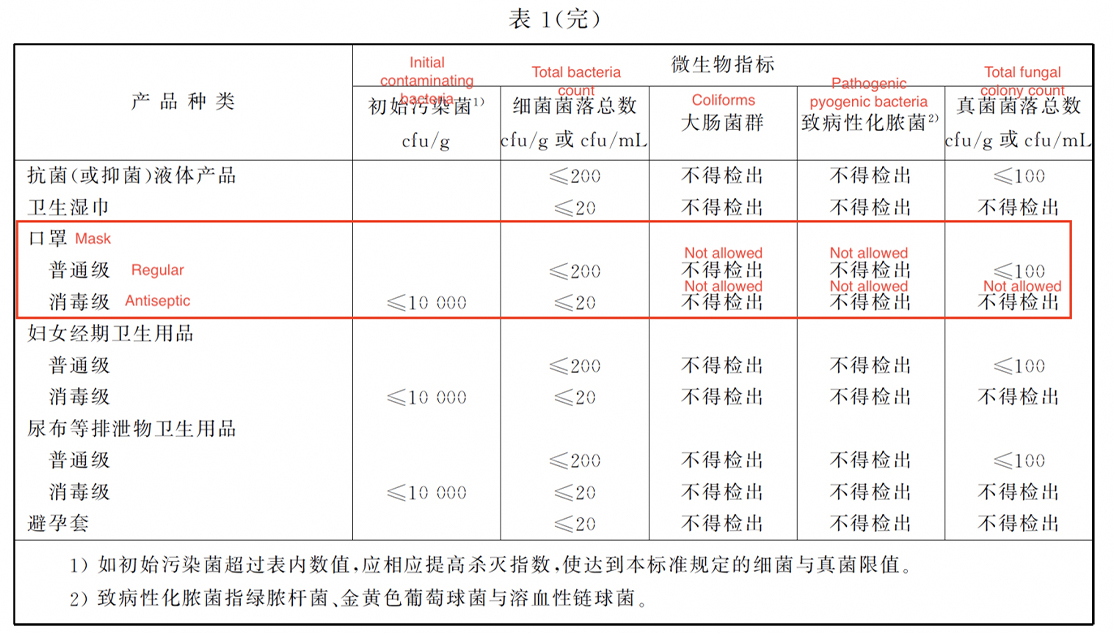 表 1(完)
产品种类
微生物指标
Initial contaminating bacteria
初始污染菌1)
cfu/g
Total bacteria count
细菌菌落总数
cfu/g 或 cfu/mL
Coliforms
大肠菌群
Pathogenic pyogenic bacteria
致病性化脓菌2)
Total fungal colony count
真菌菌落总数
cfu/g 或 cfu/mL
抗菌(或抑菌)液体产品 ≤200 不得检出 不得检出 ≤100
卫生湿巾 ≤20 不得检出 不得检出 不得检出
口罩 Mask
Not allowed Not allowed
普通级 Regular ≤200 不得检出 不得检出 ≤100
Not allowed Not allowed Not allowed
消毒级 Antiseptic ≤10 000 ≤20 不得检出 不得检出 不得检出
妇女经期卫生用品
普通级 ≤200 不得检出 不得检出 ≤100
消毒级 ≤10 000 ≤20 不得检出 不得检出 不得检出
尿布等排泄物卫生用品
普通级 ≤200 不得检出 不得检出 ≤100
消毒级 ≤10 000 ≤20 不得检出 不得检出 不得检出
避孕套 ≤20 不得检出 不得检出 不得检出
1) 如初始污染菌超过表内数值,应相应提高杀灭指数,使达到本标准规定的细菌与真菌限值。
2) 致病性化脓菌指绿脓杆菌、金黄色葡萄球菌与溶血性链球菌。